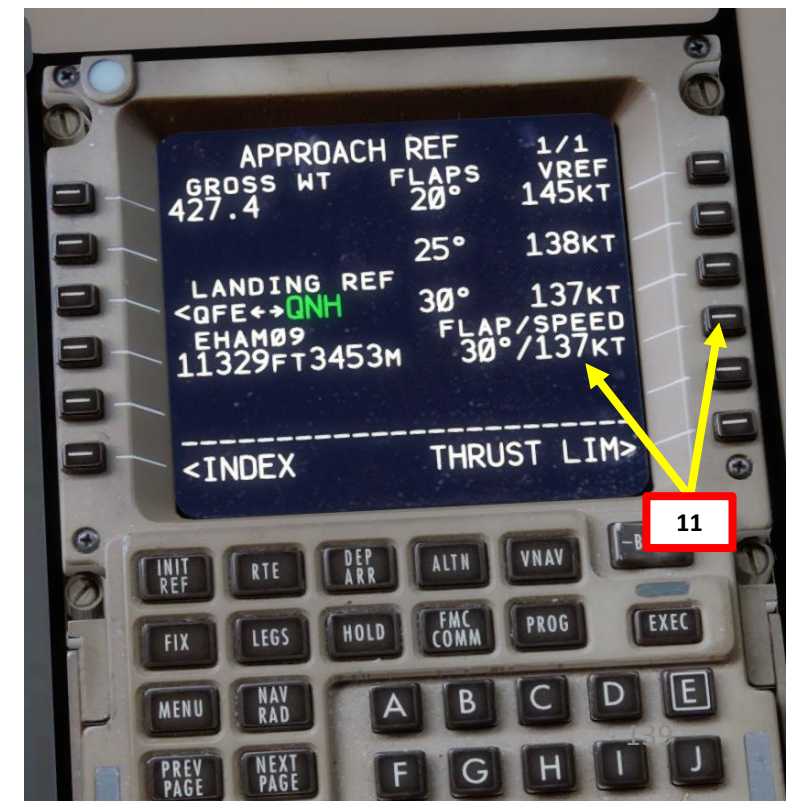 APPROACH REF 1/1
GROSS WT FLAPS VREF
427.4 20° 145KT
25° 138KT
LANDING REF
<QFE↔QNH 30° 137KT
EHAM09 FLAP/SPEED
11329FT3453M 30°/137KT
--------------------------
<INDEX THRUST LIM>
11
INIT REF
RTE
DEP ARR
ALTN
VNAV
FIX
LEGS
HOLD
FMC COMM
PROG
EXEC
MENU
NAV RAD
A B C D E
PREV PAGE
NEXT PAGE
F G H I J
139